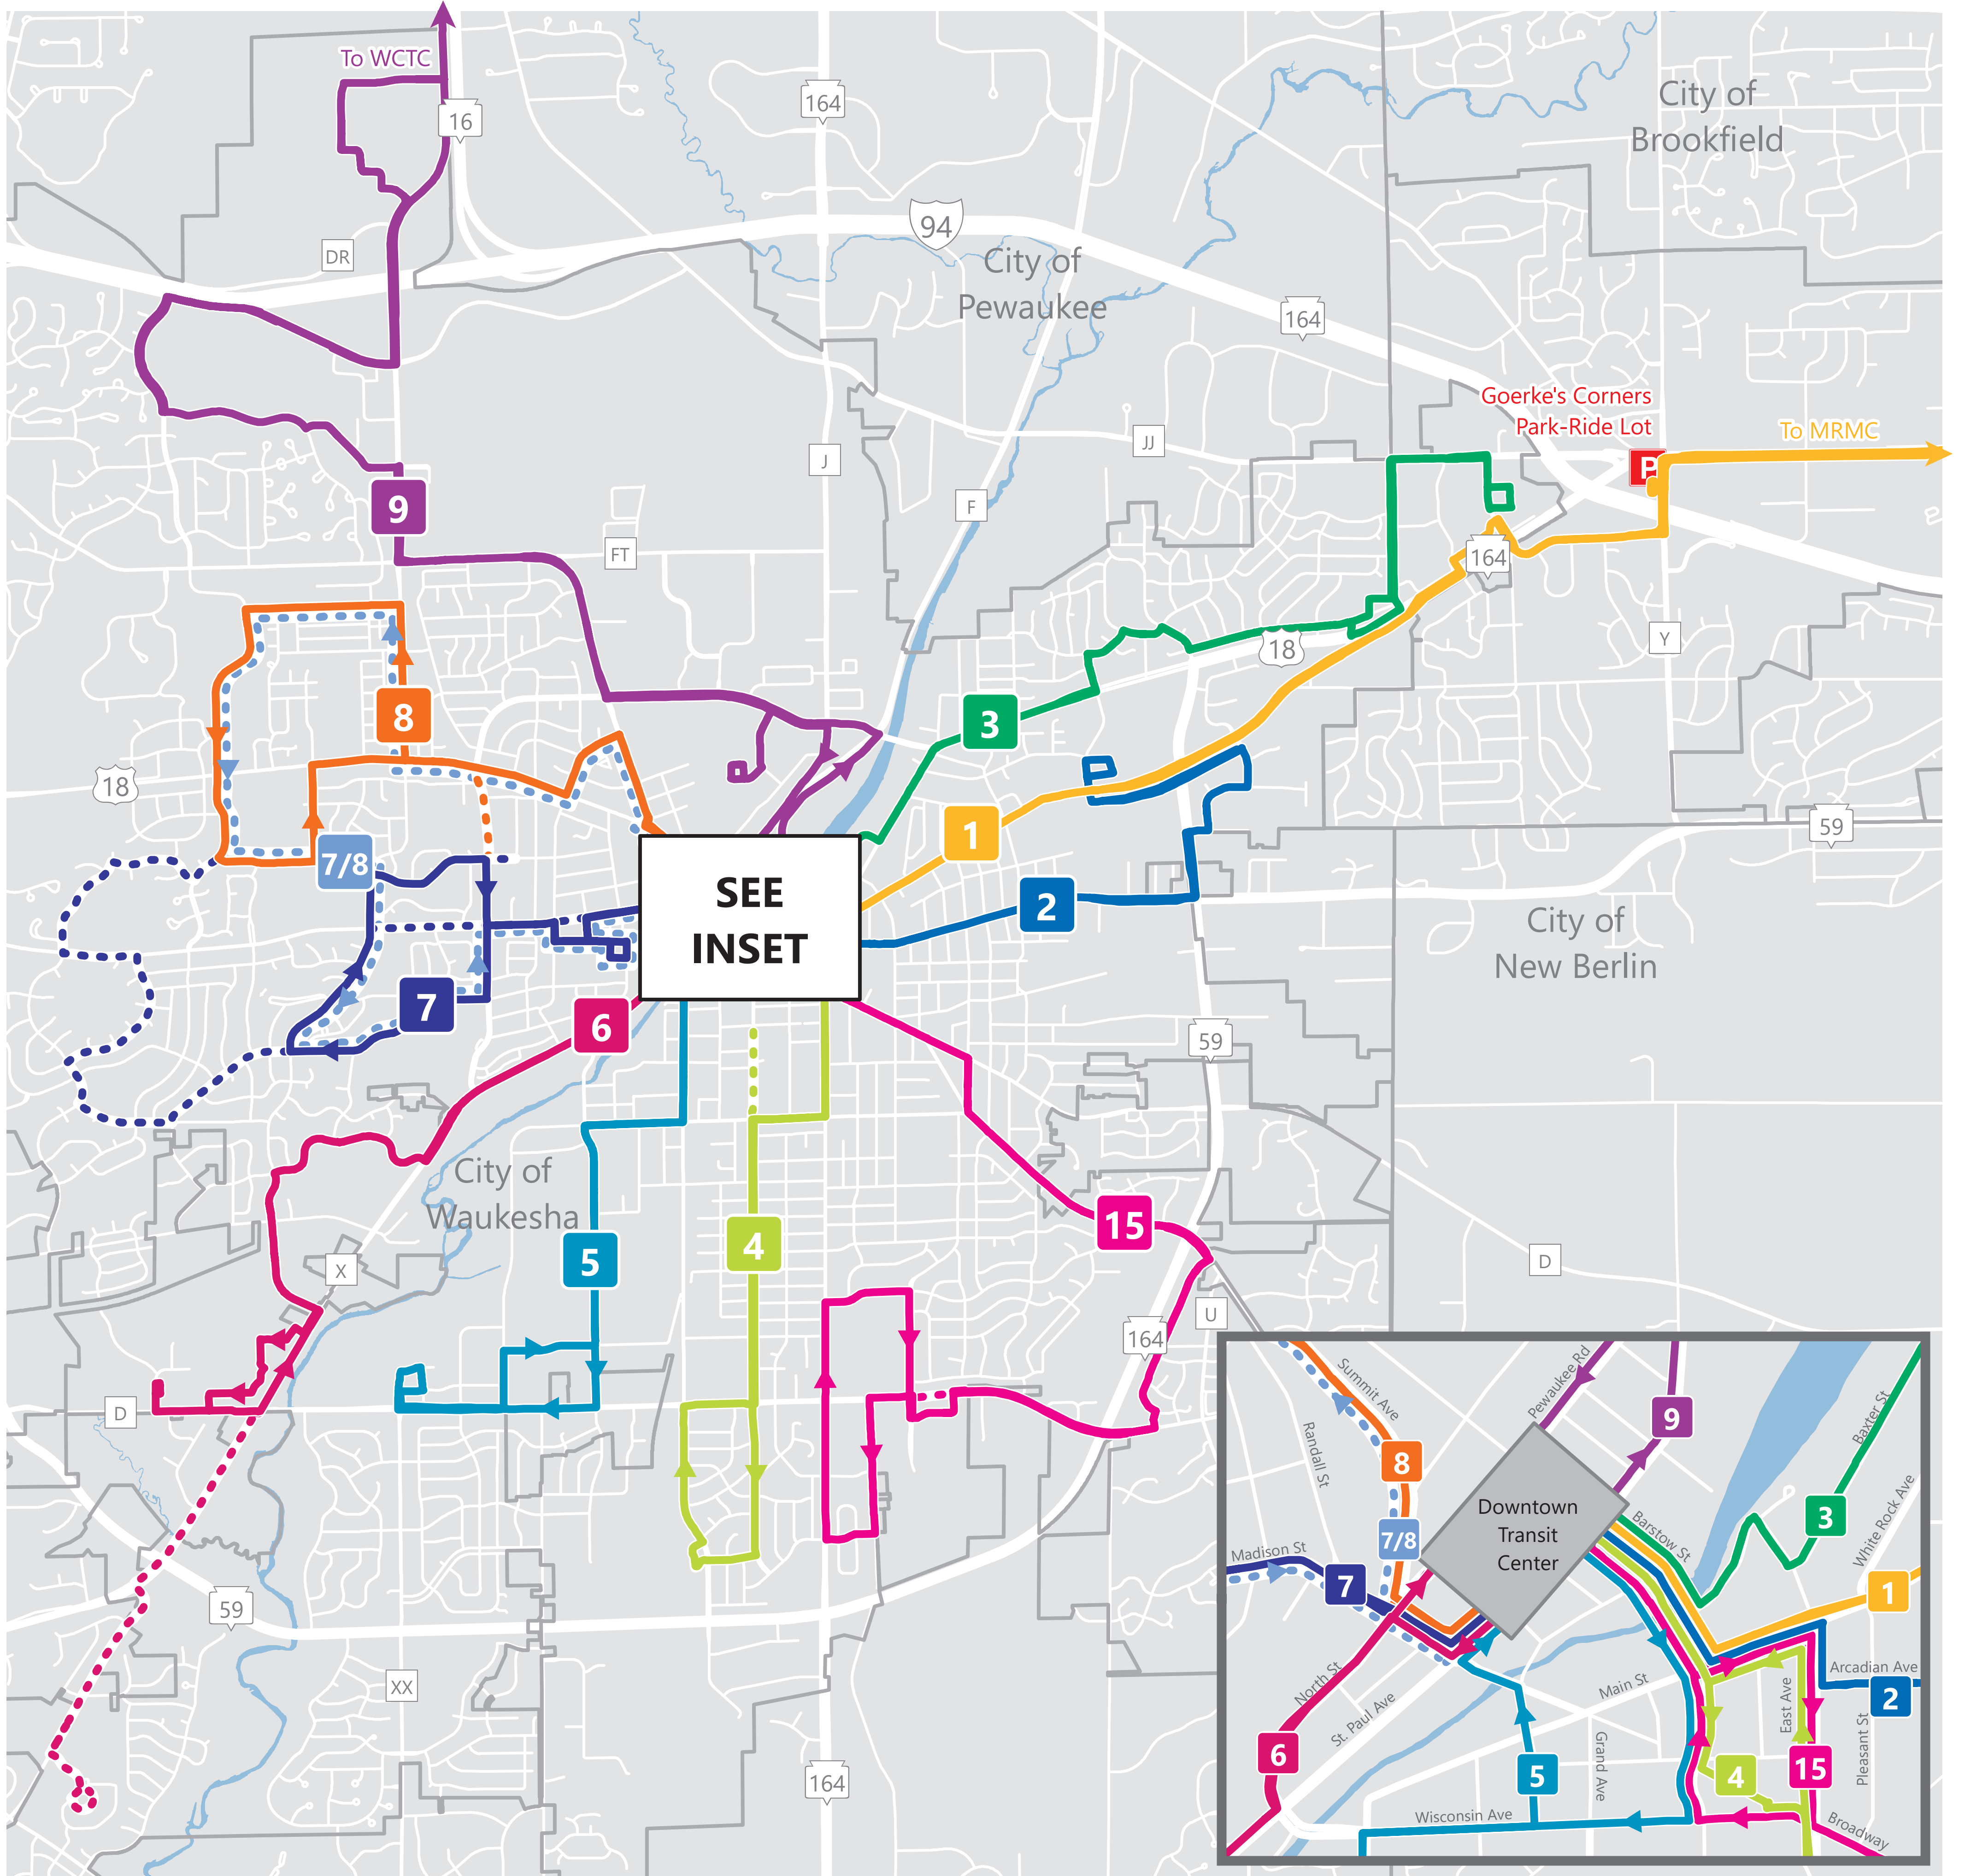 To WCTC
16
164
City of
Brookfield
94
DR
City of
Pewaukee
164
Goerke's Corners
Park-Ride Lot
P
To MRMC
JJ
J
9
F
FT
164
18
Y
8
3
18
1
59
7/8
SEE
INSET
2
City of
New Berlin
7
6
59
City of
Waukesha
15
4
5
X
D
U
164
D
59
XX
164
Summit Ave
Pewaukee Rd
9
Baxter St
Randall St
8
Downtown
Transit
Center
3
White Rock Ave
Barstow St
7/8
Madison St
7
1
North St
St. Paul Ave
Main St
Arcadian Ave
2
East Ave
Pleasant St
Grand Ave
6
5
4
15
Wisconsin Ave
Broadway